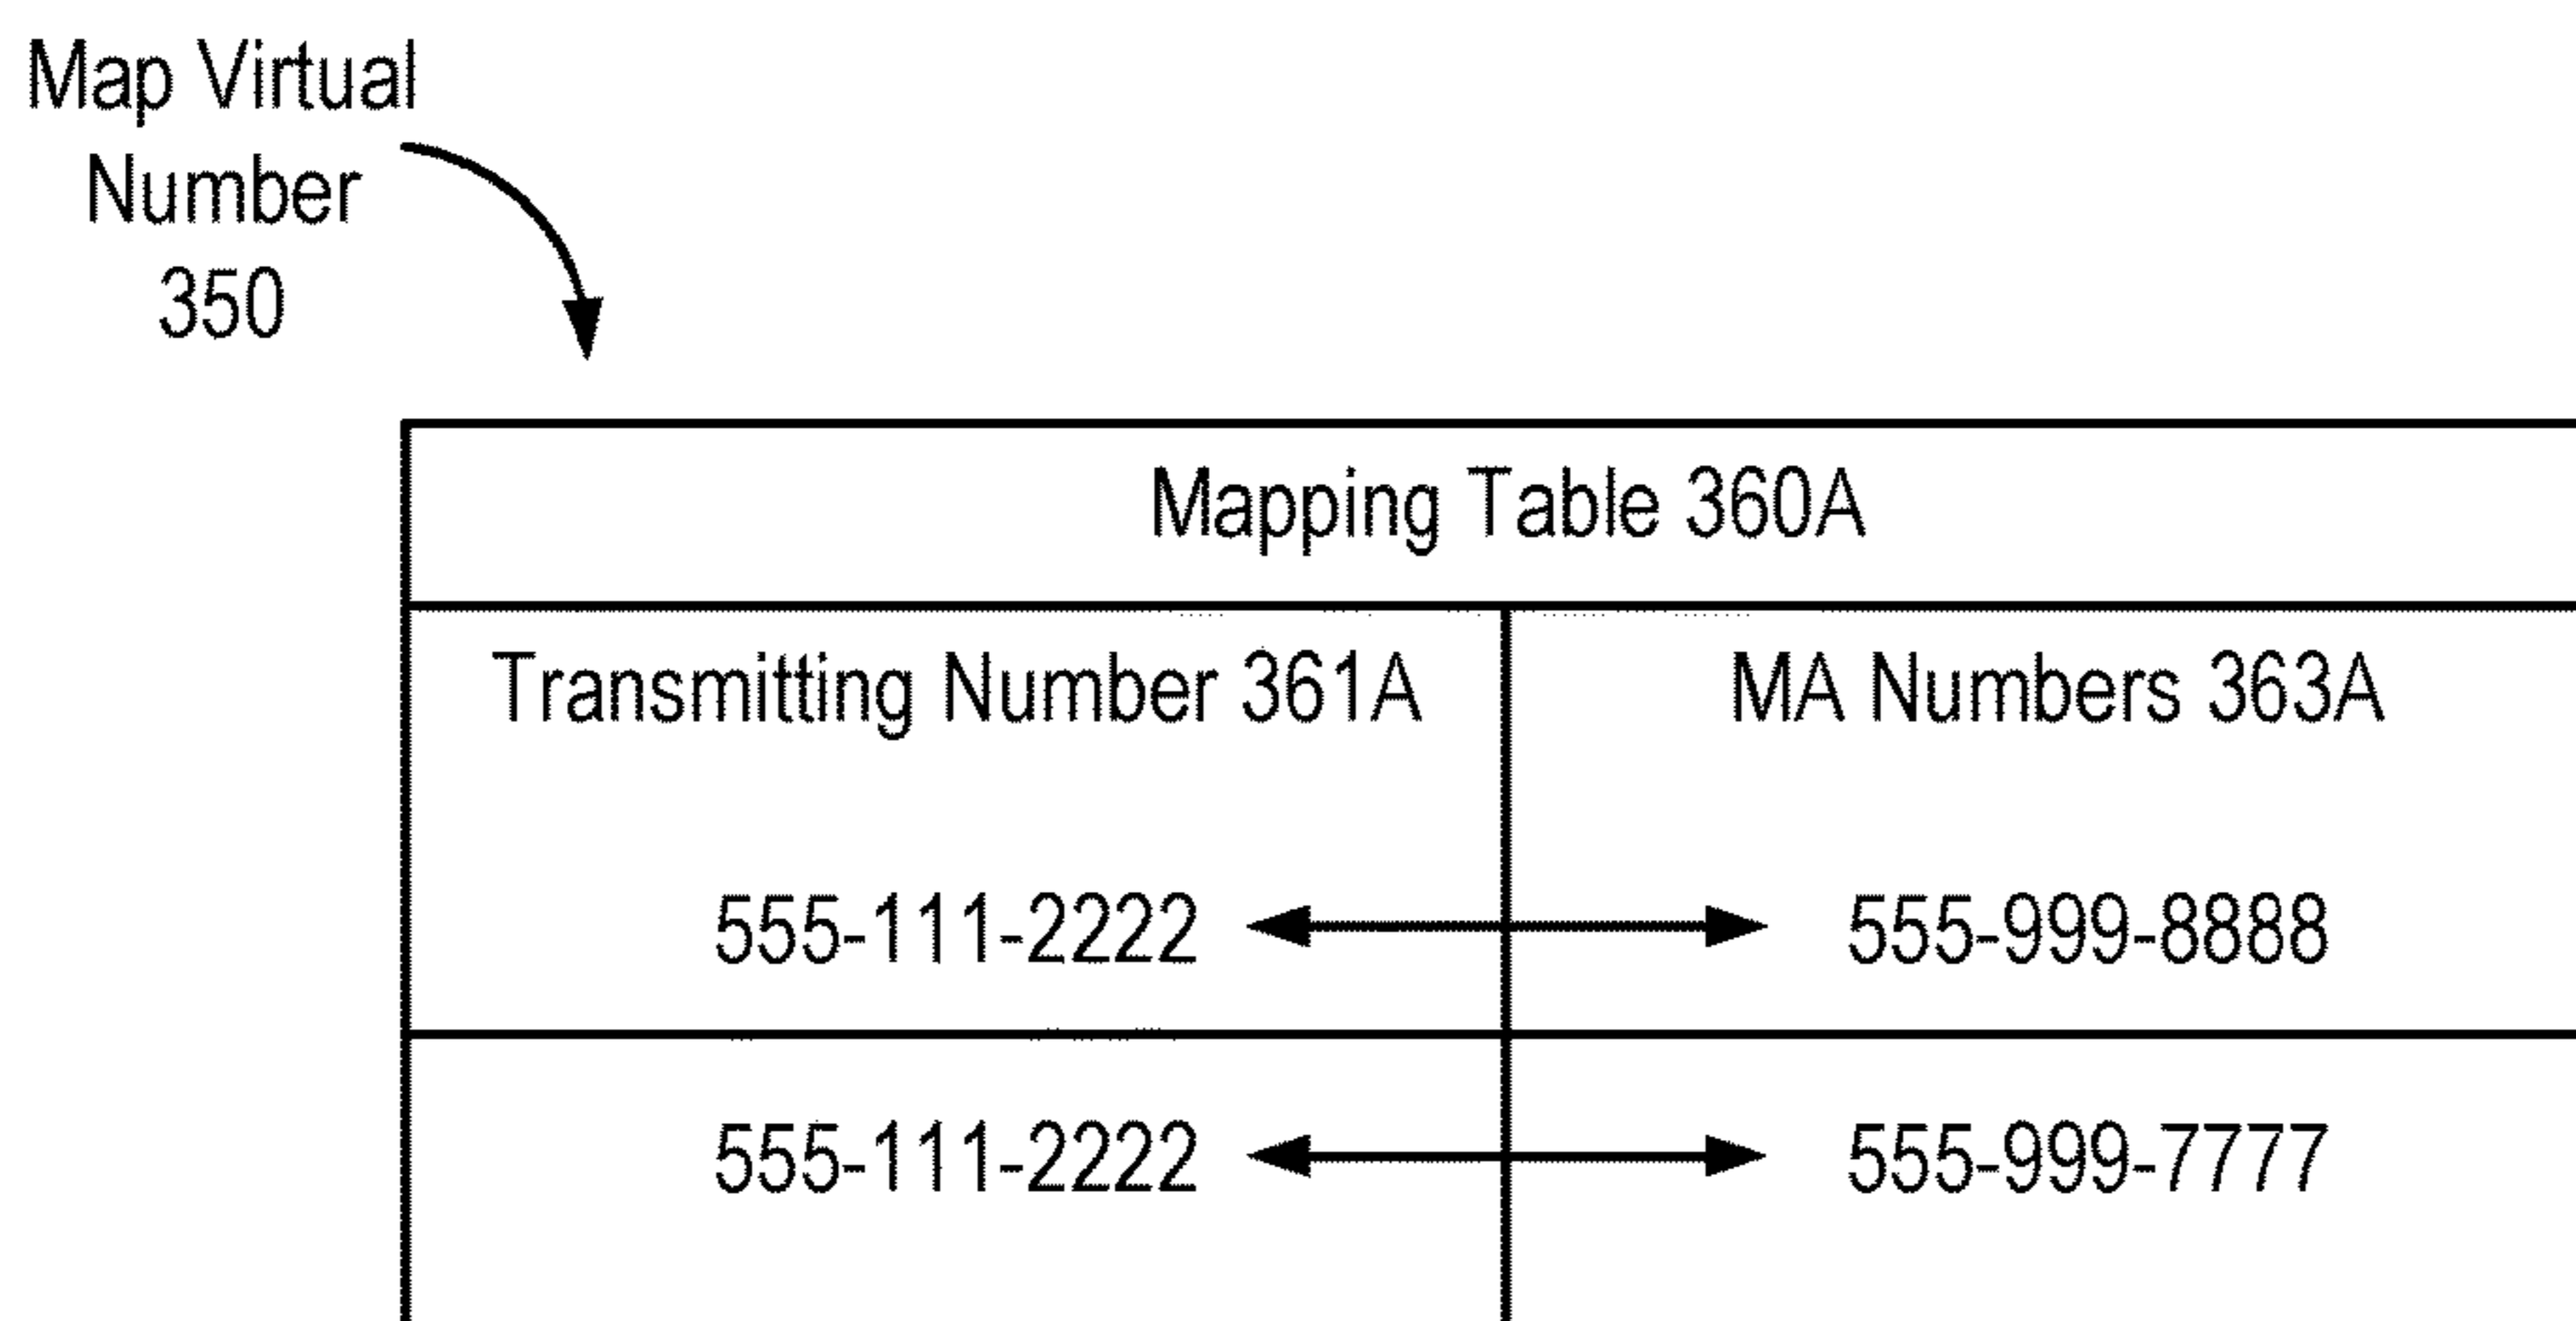 Map Virtual
Number
350
Mapping Table 360A
Transmitting Number 361A MA Numbers 363A
555-111-2222 555-999-8888
555-111-2222 555-999-7777